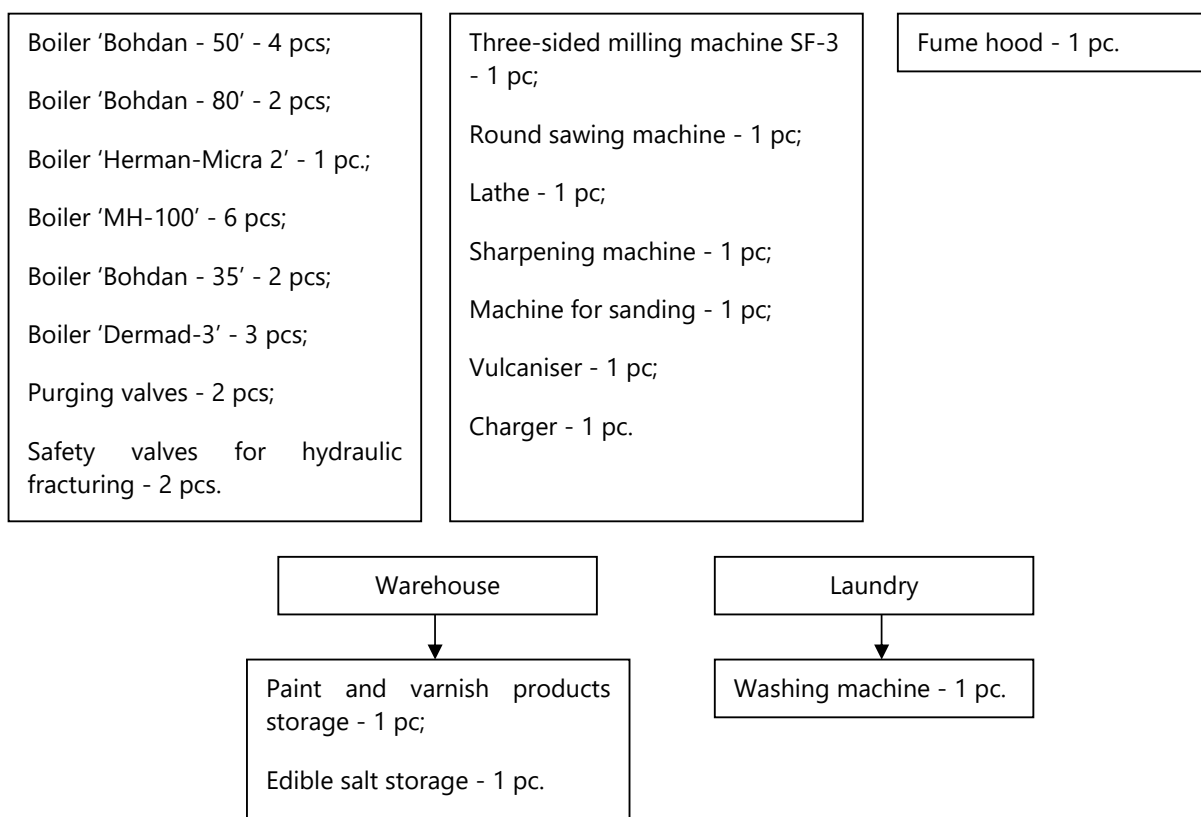 Boiler ‘Bohdan - 50’ - 4 pcs;
Boiler ‘Bohdan - 80’ - 2 pcs;
Boiler ‘Herman-Micra 2’ - 1 pc.;
Boiler ‘MH-100’ - 6 pcs;
Boiler ‘Bohdan - 35’ - 2 pcs;
Boiler ‘Dermad-3’ - 3 pcs;
Purging valves - 2 pcs;
Safety valves for hydraulic
fracturing - 2 pcs.
Three-sided milling machine SF-3
- 1 pc;
Round sawing machine - 1 pc;
Lathe - 1 pc;
Sharpening machine - 1 pc;
Machine for sanding - 1 pc;
Vulcaniser - 1 pc;
Charger - 1 pc.
Fume hood - 1 pc.
Warehouse
Paint and varnish products
storage - 1 pc;
Edible salt storage - 1 pc.
Laundry
Washing machine - 1 pc.